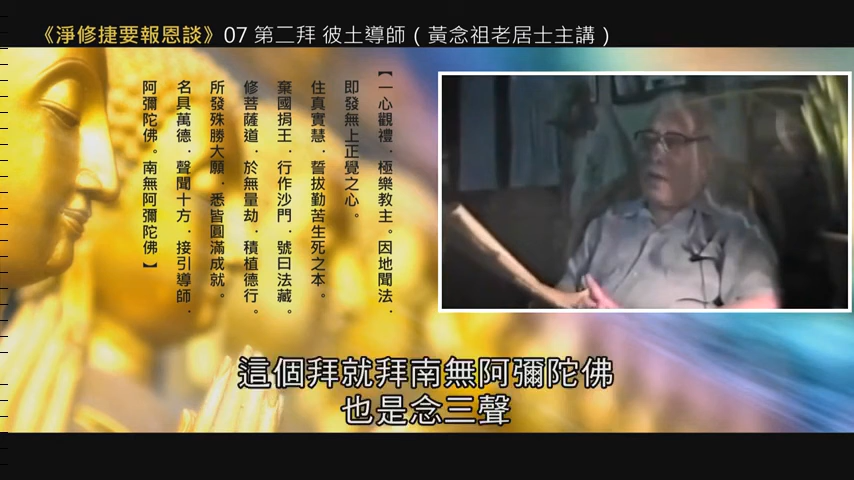 《淨修捷要報恩談》07 第二拜 彼土導師（黃念祖老居士主講）
【一心觀禮．極樂教主。因地聞法．
即發無上正覺之心。
住真實慧．誓拔勤苦生死之本。
棄國捐王．行作沙門．號曰法藏。
修菩薩道．於無量劫．積植德行。
所發殊勝大願．悉皆圓滿成就。
名具萬德．聲聞十方．接引導師．
阿彌陀佛。南無阿彌陀佛】
這個拜就拜南無阿彌陀佛
也是念三聲